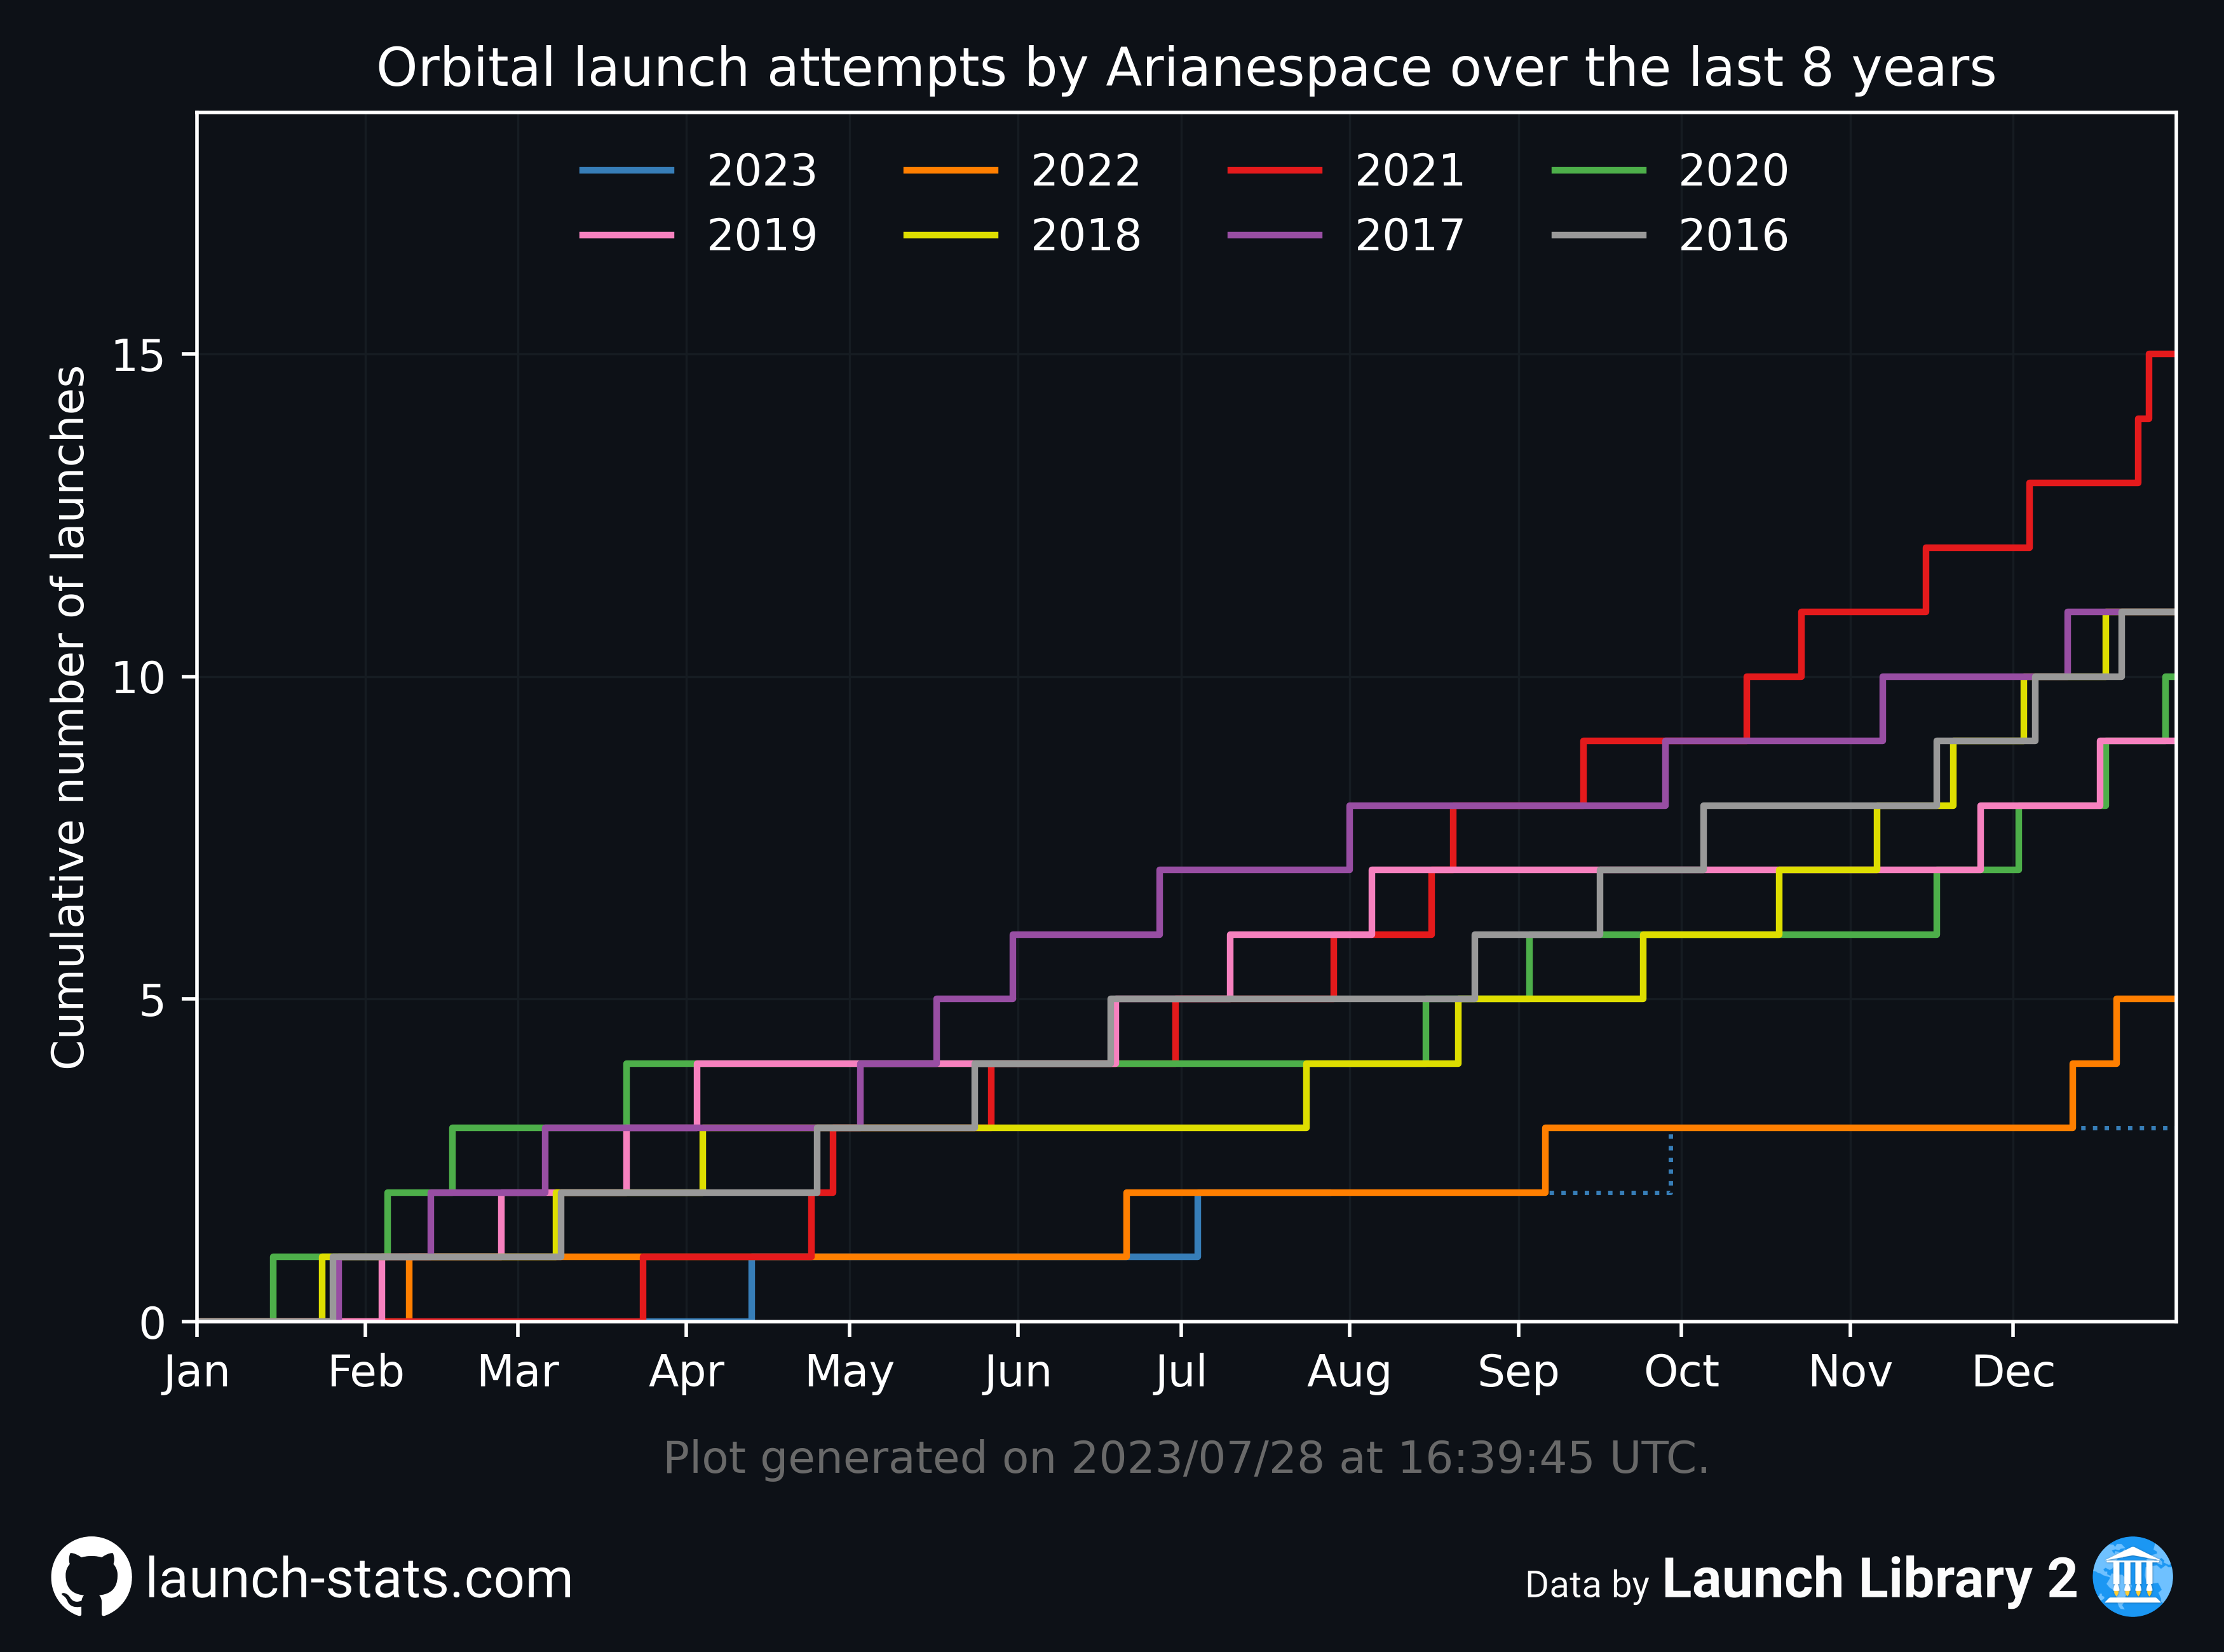 Orbital launch attempts by Arianespace over the last 8 years
2023 2022 2021 2020
2019 2018 2017 2016
Cumulative number of launches
15
10
5
0
Jan Feb Mar Apr May Jun Jul Aug Sep Oct Nov Dec
Plot generated on 2023/07/28 at 16:39:45 UTC.
launch-stats.com
Data by Launch Library 2